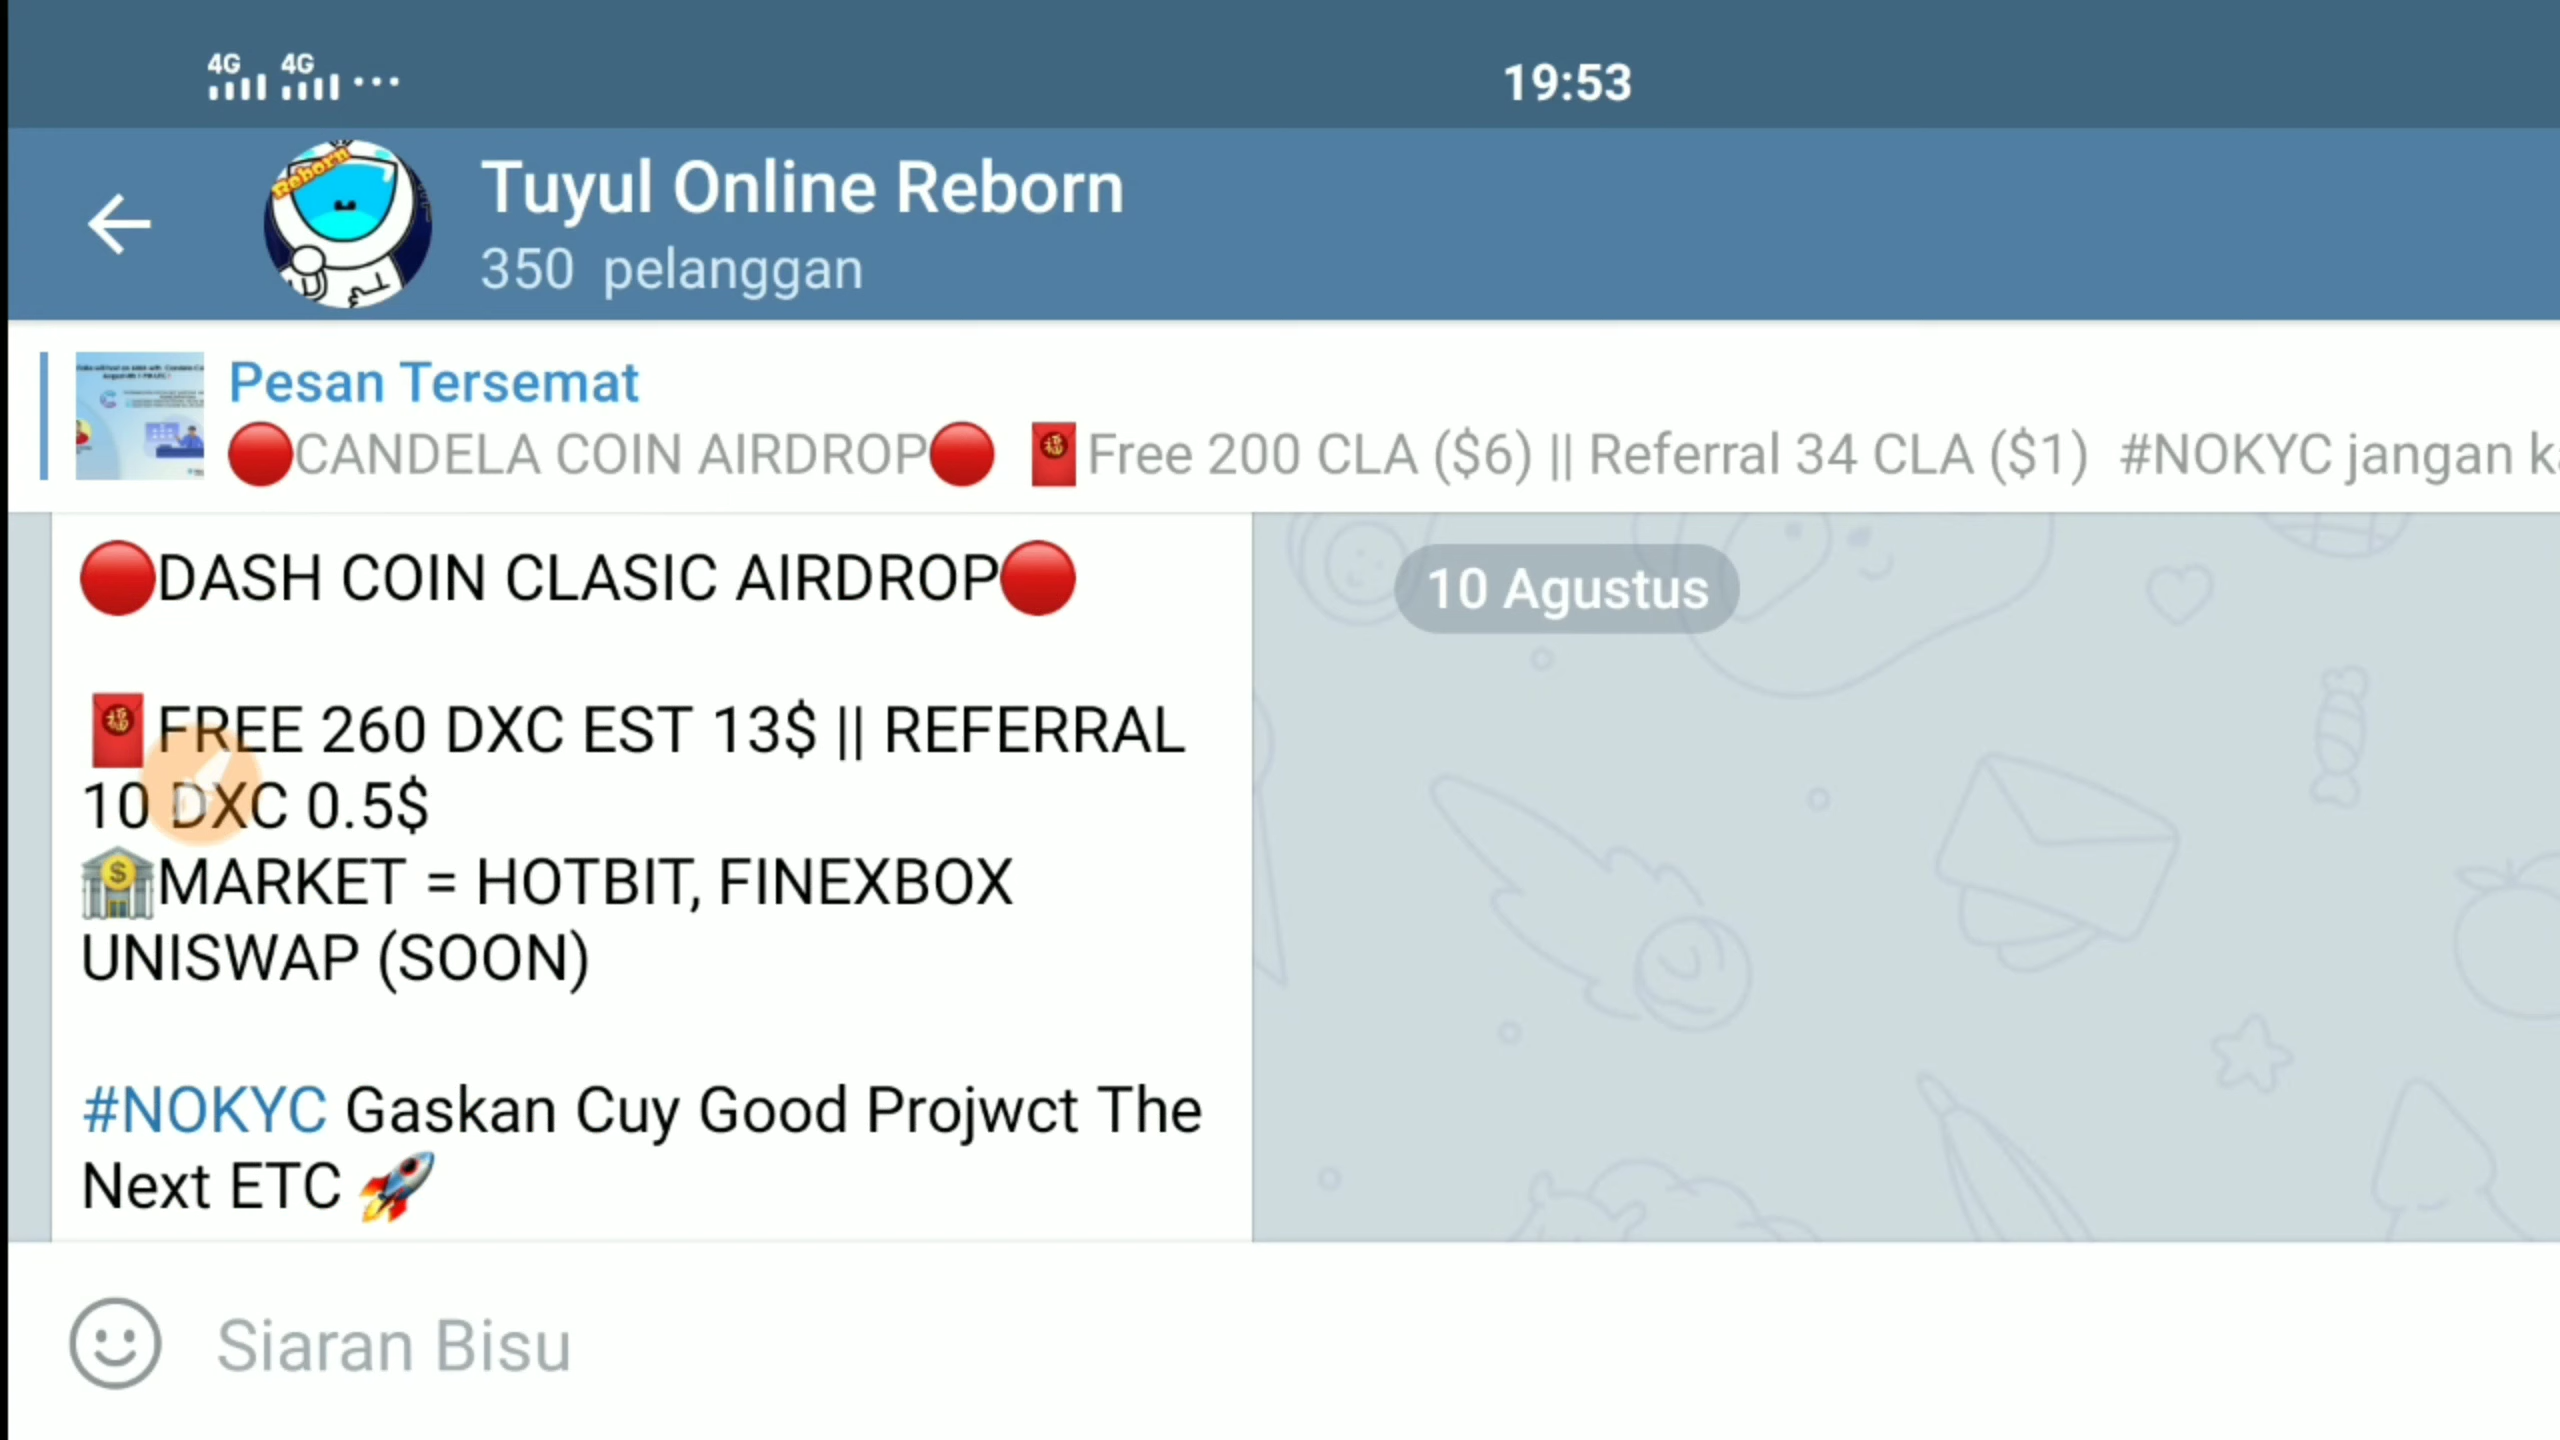 4G 4G
19:53
Reborn
Tuyul Online Reborn
350 pelanggan
Pesan Tersemat
🔴CANDELA COIN AIRDROP🔴 🧧Free 200 CLA ($6) || Referral 34 CLA ($1) #NOKYC jangan k
🔴DASH COIN CLASIC AIRDROP🔴
10 Agustus
🧧FREE 260 DXC EST 13$ || REFERRAL
10 DXC 0.5$
🏦MARKET = HOTBIT, FINEXBOX
UNISWAP (SOON)
#NOKYC Gaskan Cuy Good Projwct The
Next ETC 🚀
Siaran Bisu